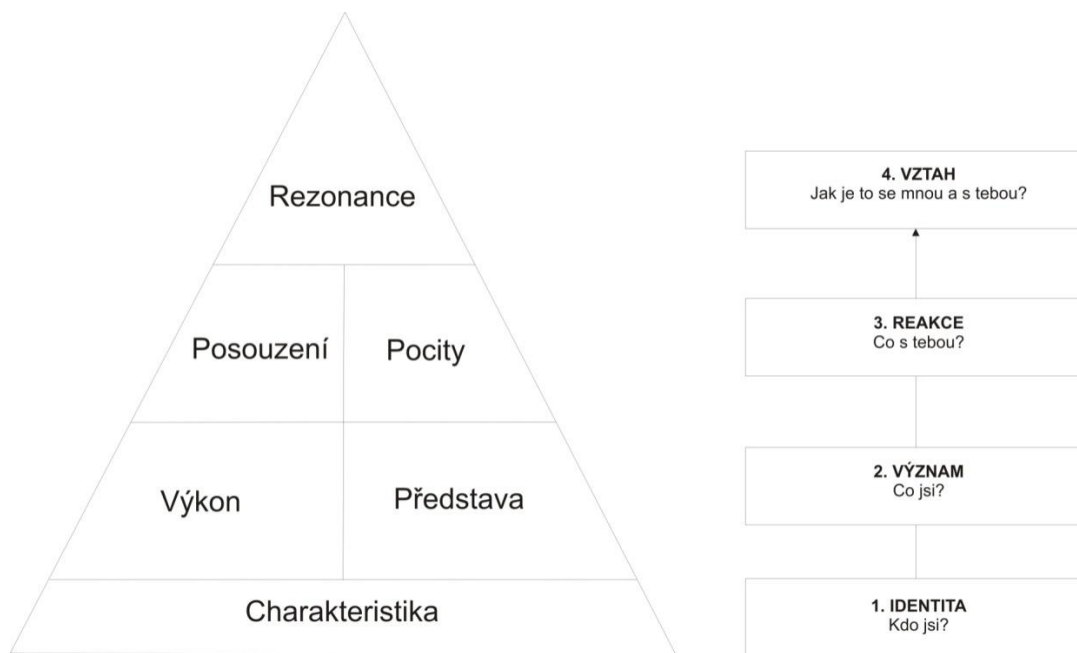 Rezonance
Posouzení
Pocity
Výkon
Představa
Charakteristika
4. VZTAH
Jak je to se mnou a s tebou?
3. REAKCE
Co s tebou?
2. VÝZNAM
Co jsi?
1. IDENTITA
Kdo jsi?